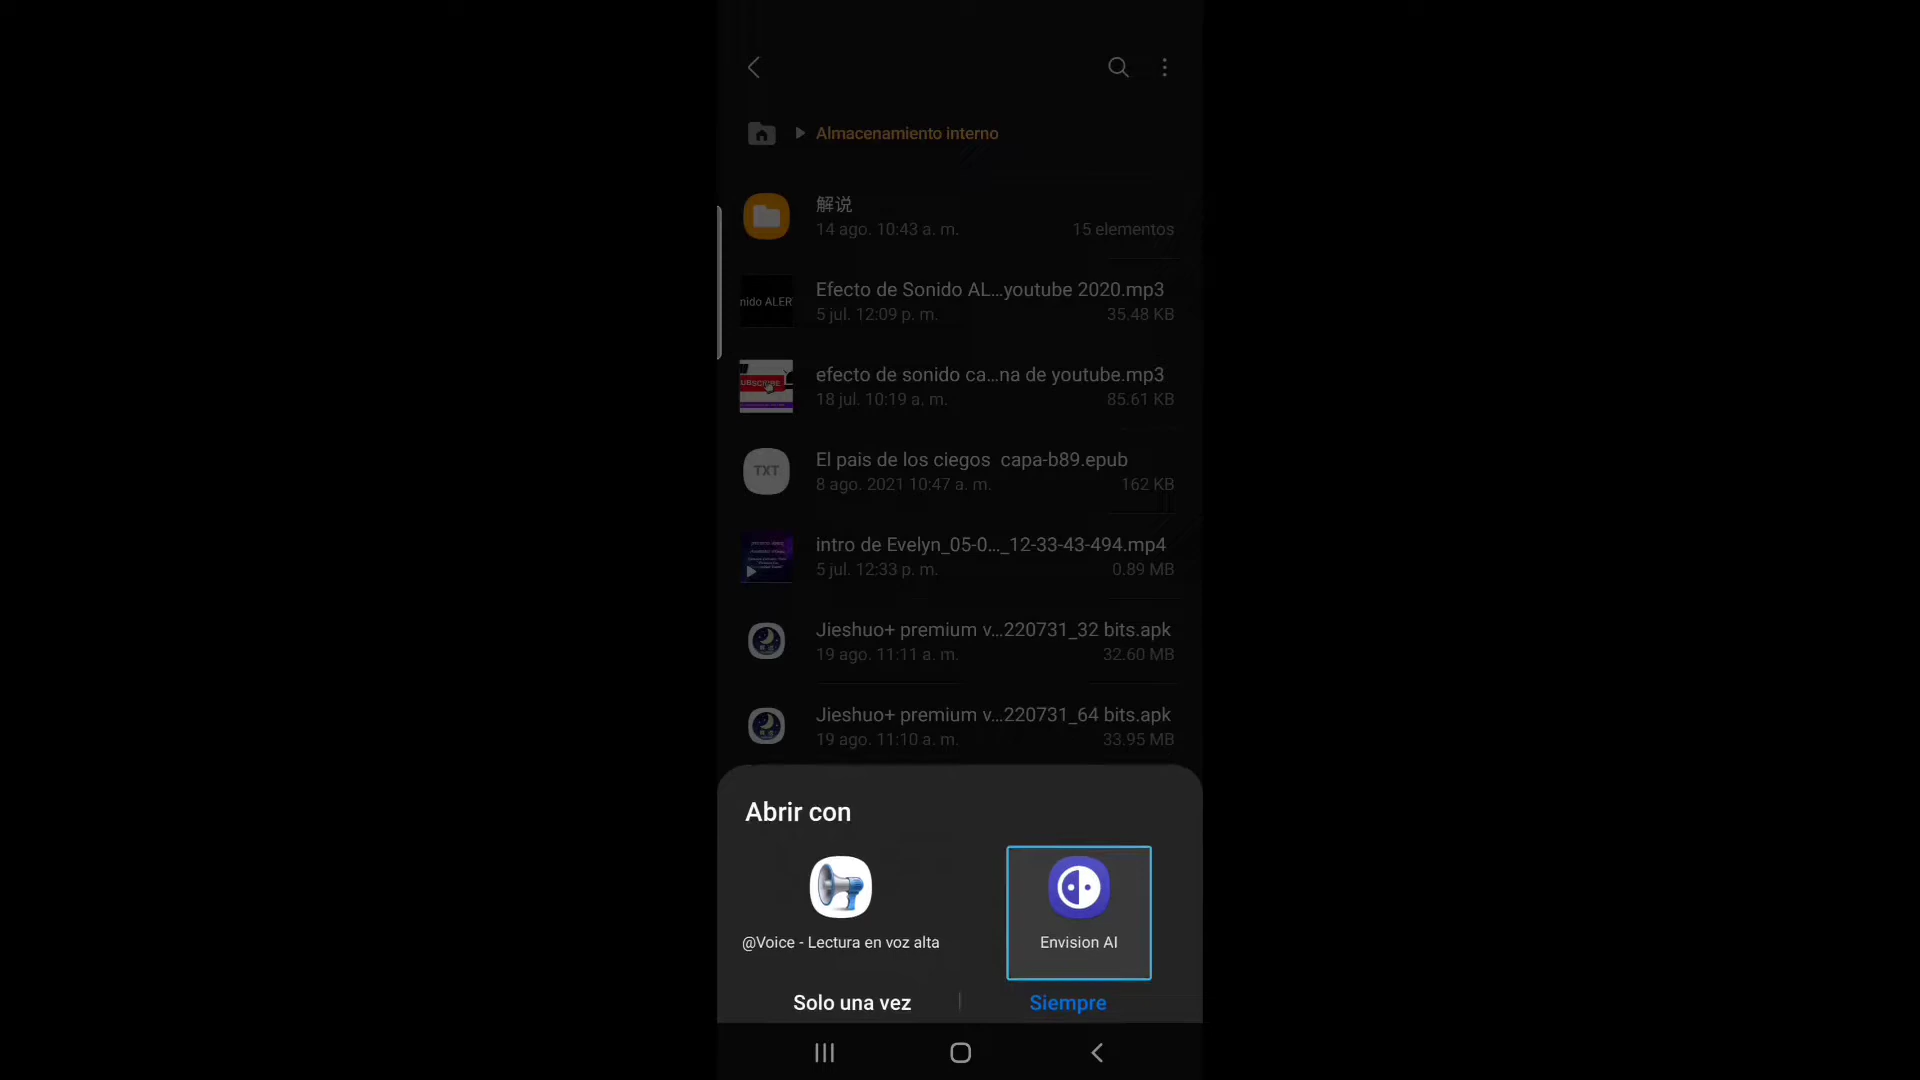 Almacenamiento interno
解说
14 ago. 10:43 a. m. 15 elementos
nido ALER
Efecto de Sonido AL...youtube 2020.mp3
5 jul. 12:09 p. m. 35.48 KB
UBSCRIBE
efecto de sonido ca...na de youtube.mp3
18 jul. 10:19 a. m. 85.61 KB
TXT
El pais de los ciegos capa-b89.epub
8 ago. 2021 10:47 a. m. 162 KB
intro de Evelyn_05-0..._12-33-43-494.mp4
5 jul. 12:33 p. m. 0.89 MB
Jieshuo+ premium v...220731_32 bits.apk
19 ago. 11:11 a. m. 32.60 MB
Jieshuo+ premium v...220731_64 bits.apk
19 ago. 11:10 a. m. 33.95 MB
Abrir con
@Voice - Lectura en voz alta
Envision AI
Solo una vez
Siempre